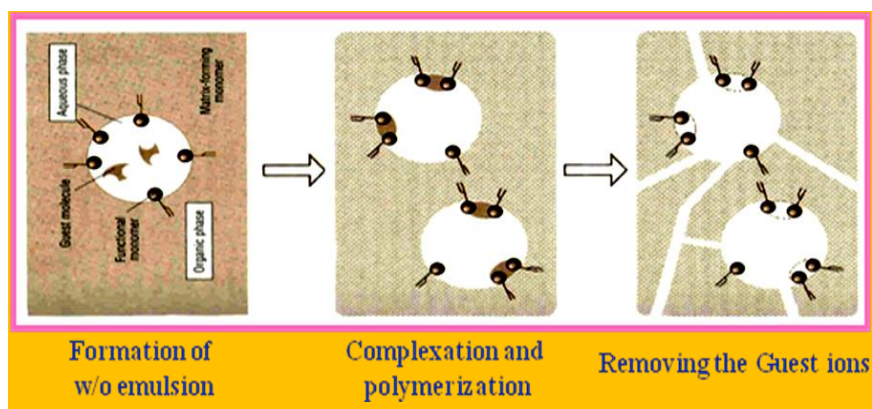 Aqueous phase
Matrix-forming
monomer
Guest molecule
Functional
monomer
Organic phase
Formation of
w/o emulsion
Complexation and
polymerization
Removing the Guest ions